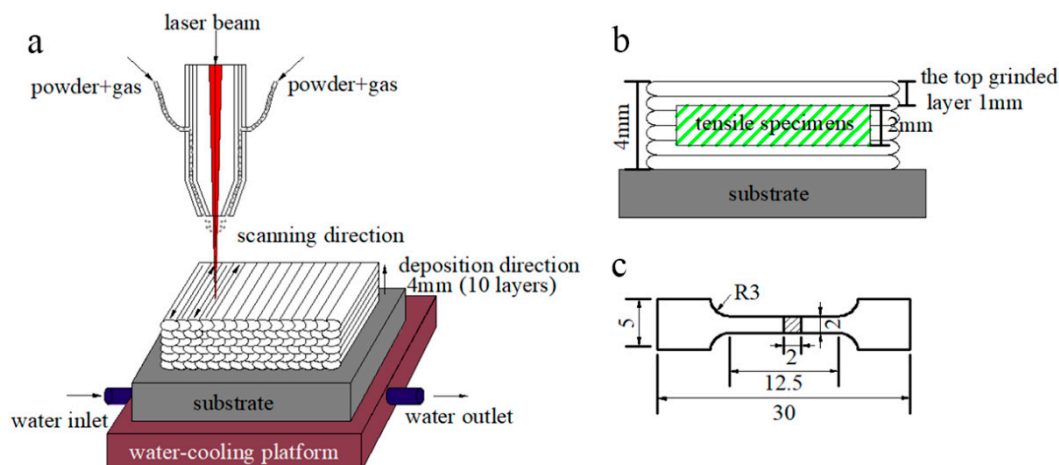 a
laser beam
powder+gas
powder+gas
scanning direction
deposition direction
4mm (10 layers)
substrate
water inlet
water outlet
water-cooling platform
b
the top grinded
layer 1mm
4mm
tensile specimens
2mm
substrate
c
R3
5
2
2
12.5
30